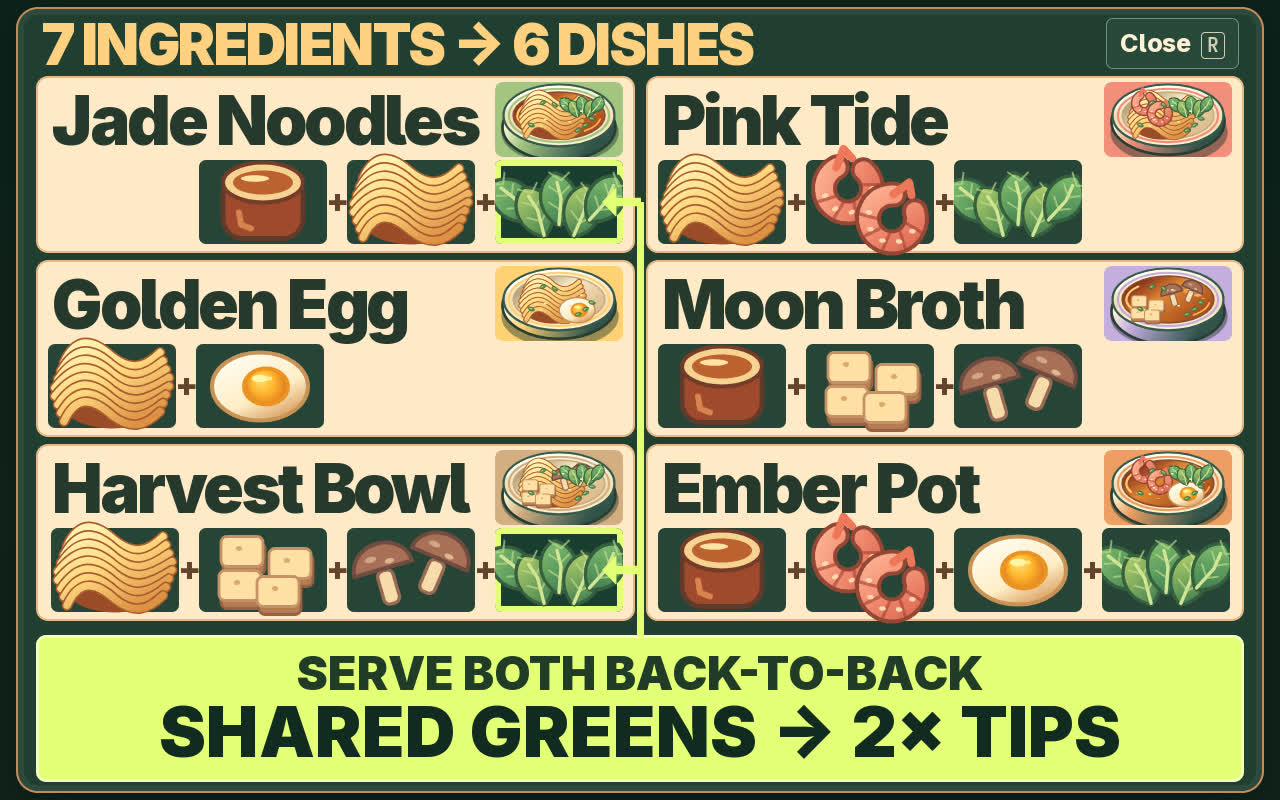 7 INGREDIENTS → 6 DISHES
Close R
Jade Noodles
+ +
Pink Tide
+ +
Golden Egg
+
Moon Broth
+ +
Harvest Bowl
+ + +
Ember Pot
+ + +
SERVE BOTH BACK-TO-BACK
SHARED GREENS → 2× TIPS